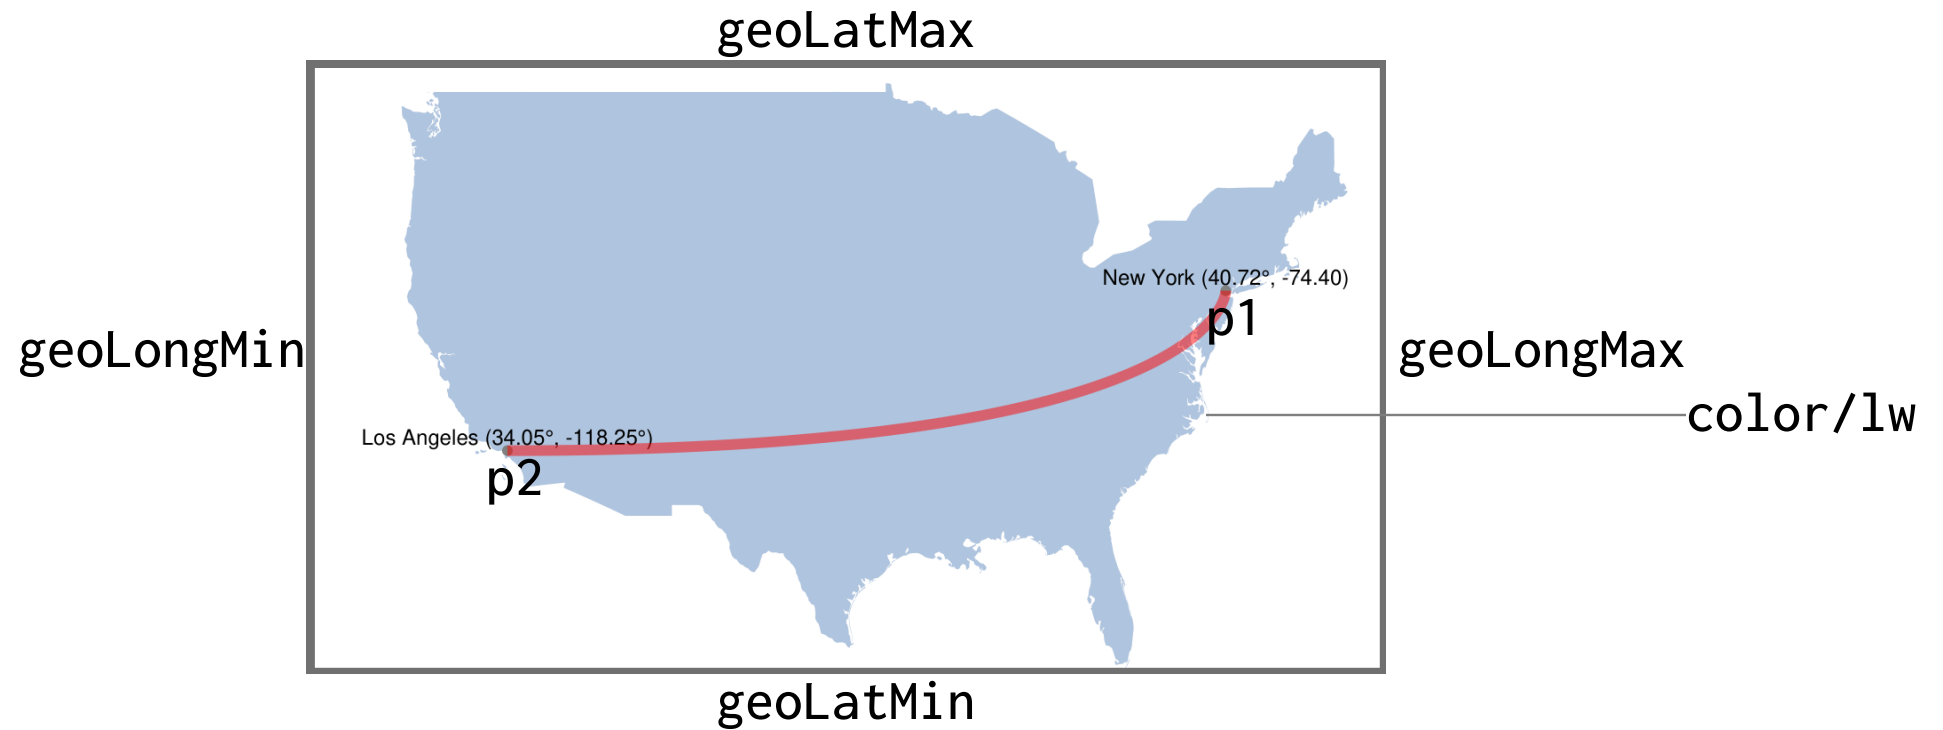 geoLatMax
New York (40.72°, -74.40)
p1
geoLongMin
geoLongMax
color/lw
Los Angeles (34.05°, -118.25°)
p2
geoLatMin